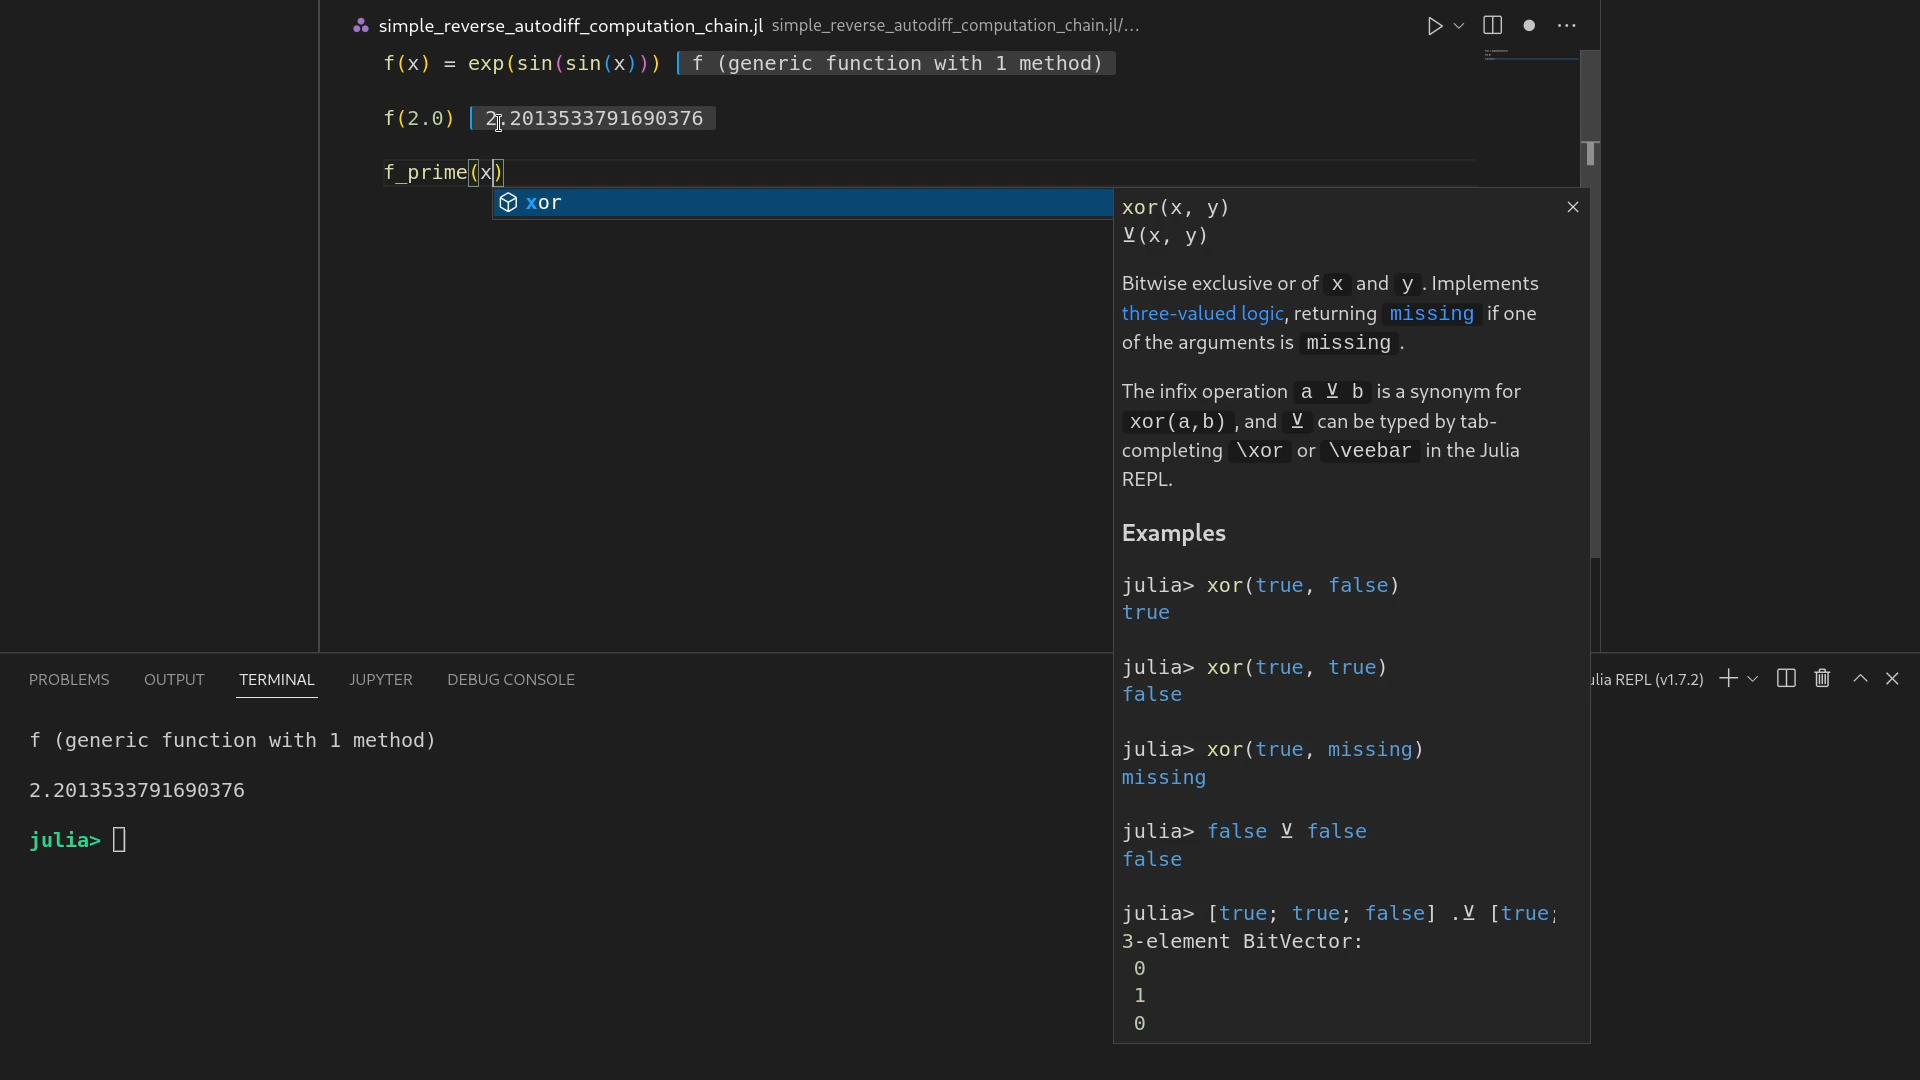 simple_reverse_autodiff_computation_chain.jl simple_reverse_autodiff_computation_chain.jl/...
f(x) = exp(sin(sin(x))) f (generic function with 1 method)
f(2.0) 2.2013533791690376
f_prime(x)
xor
xor(x, y)
⊻(x, y)
Bitwise exclusive or of x and y. Implements
three-valued logic, returning missing if one
of the arguments is missing.
The infix operation a ⊻ b is a synonym for
xor(a,b), and ⊻ can be typed by tab-
completing \xor or \veebar in the Julia
REPL.
Examples
julia> xor(true, false)
true
julia> xor(true, true)
false
julia> xor(true, missing)
missing
julia> false ⊻ false
false
julia> [true; true; false] .⊻ [true;
3-element BitVector:
0
1
0
PROBLEMS OUTPUT TERMINAL JUPYTER DEBUG CONSOLE
ulia REPL (v1.7.2)
f (generic function with 1 method)
2.2013533791690376
julia>